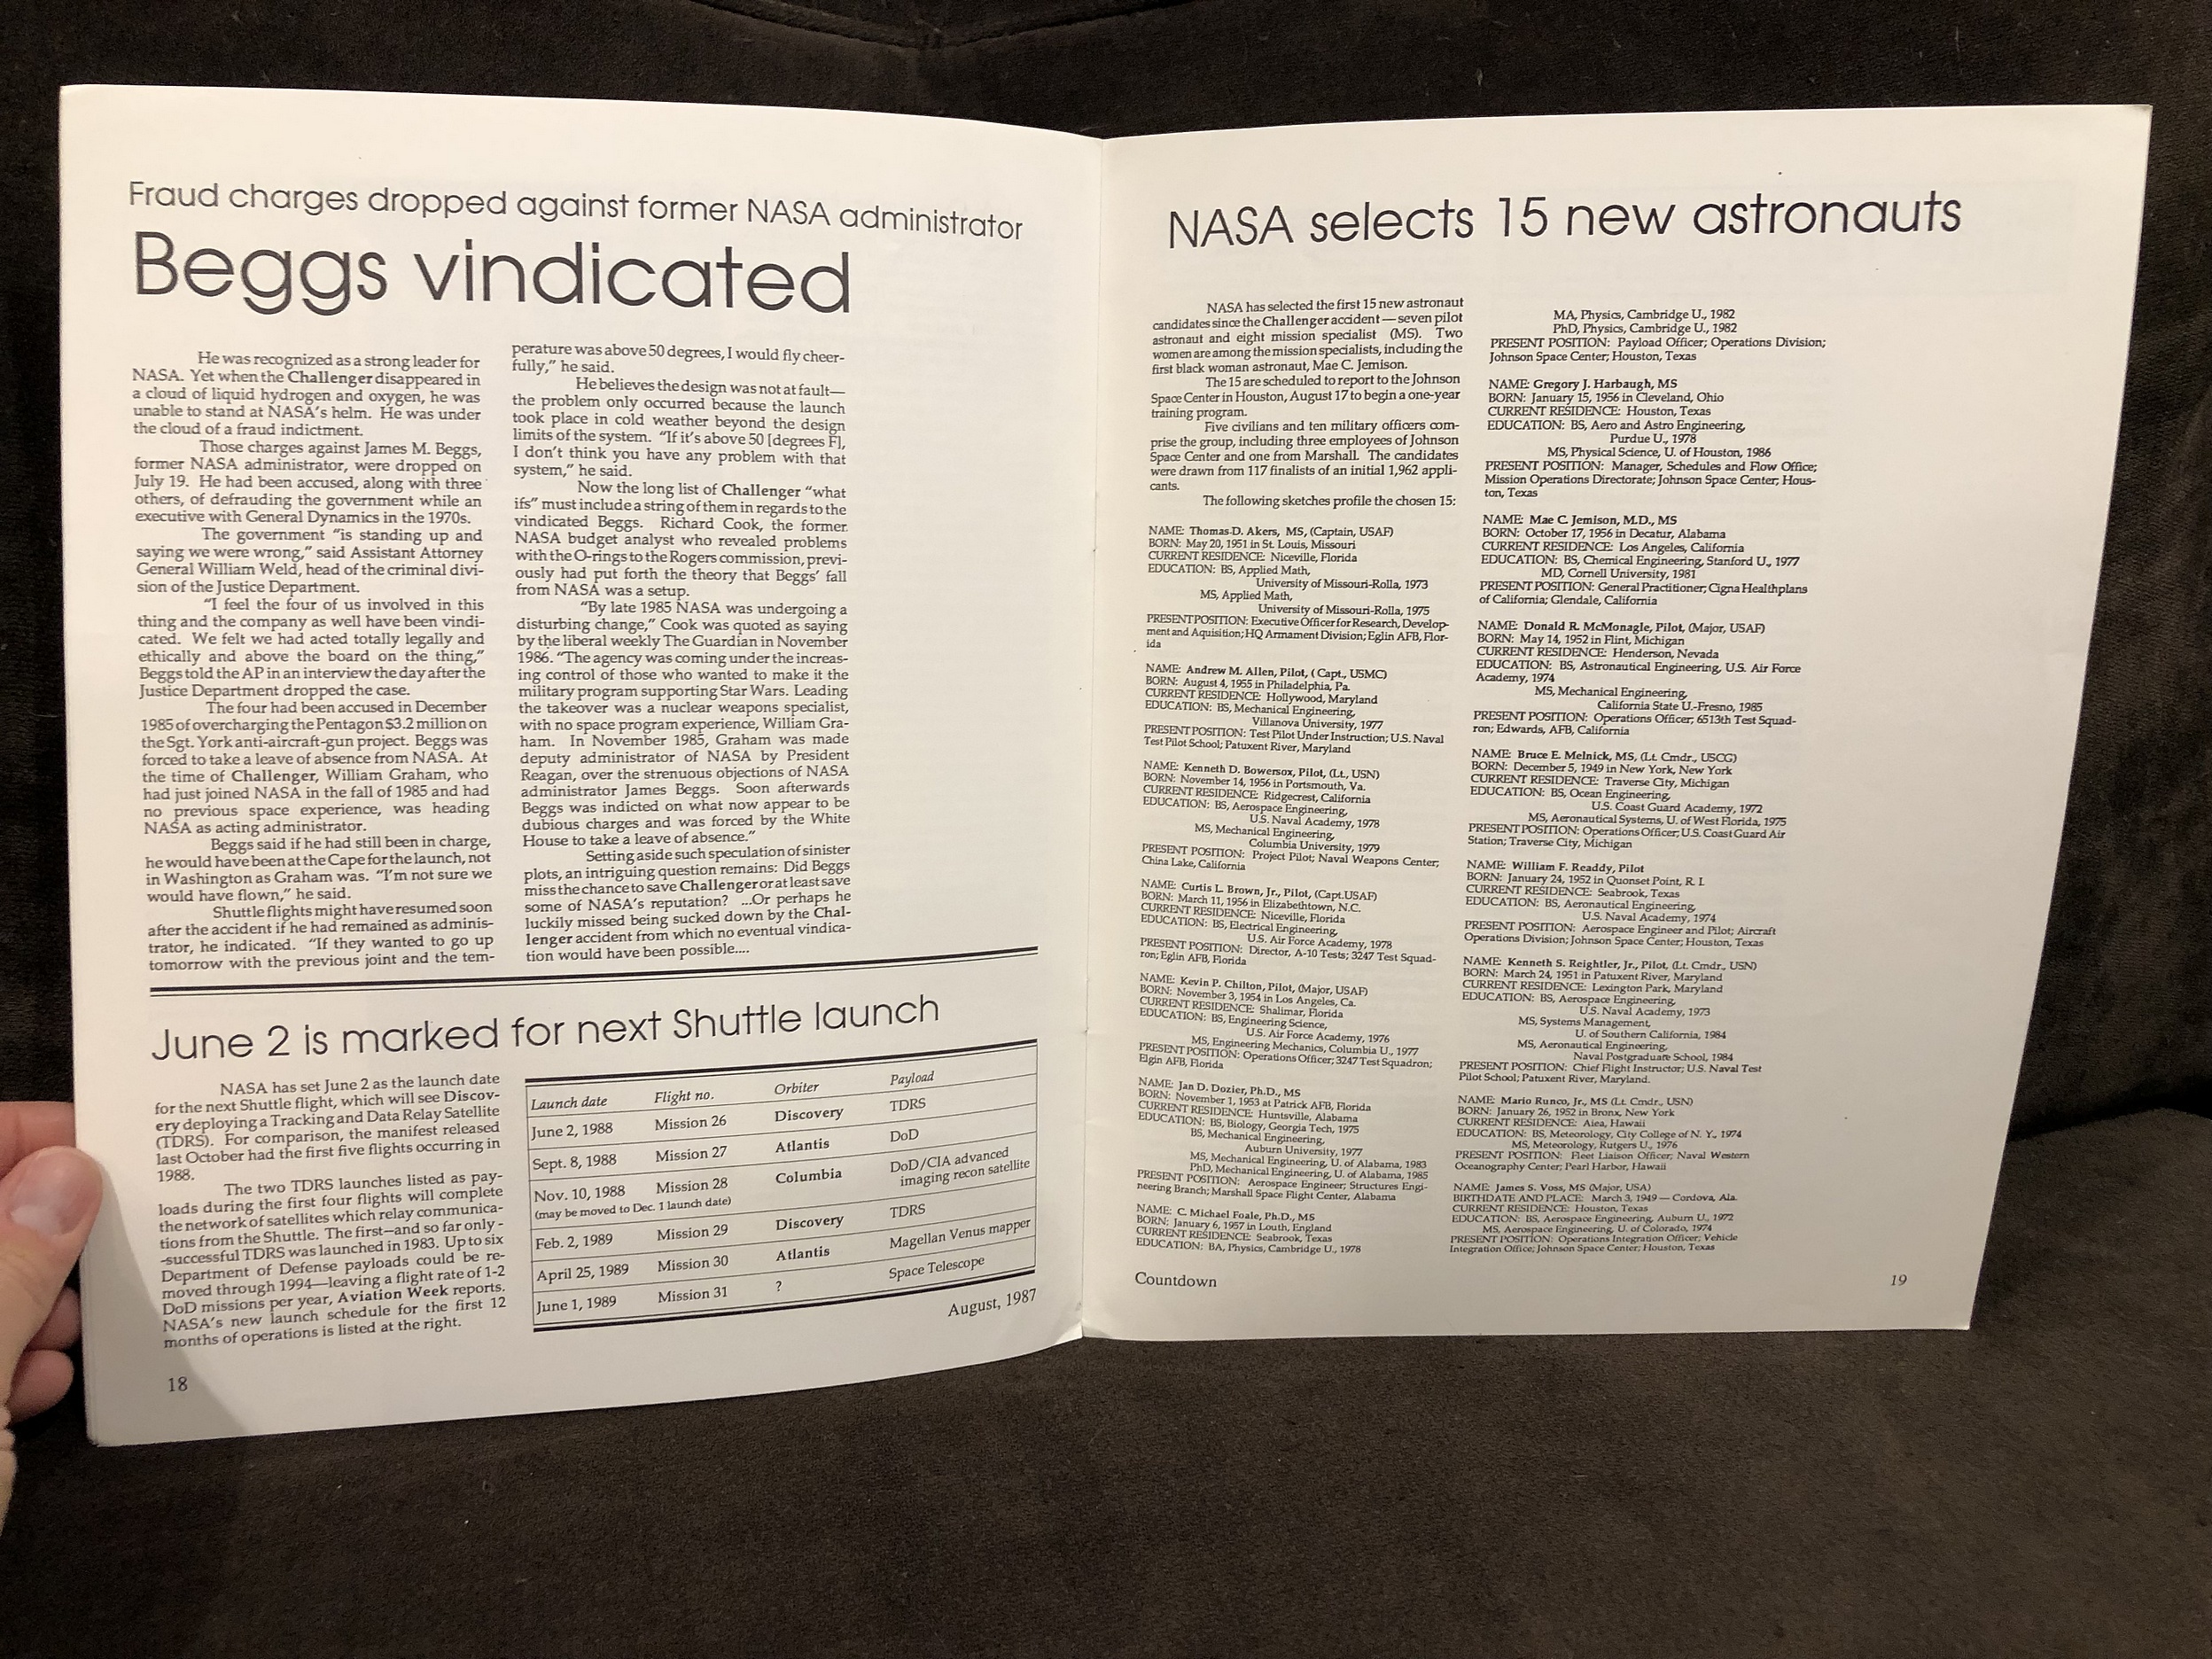 Fraud charges dropped against former NASA administrator
Beggs vindicated
He was recognized as a strong leader for
NASA. Yet when the Challenger disappeared in
a cloud of liquid hydrogen and oxygen, he was
unable to stand at NASA's helm. He was under
the cloud of a fraud indictment.
Those charges against James M. Beggs,
former NASA administrator, were dropped on
July 19. He had been accused, along with three
others, of defrauding the government while an
executive with General Dynamics in the 1970s.
The government "is standing up and
saying we were wrong," said Assistant Attorney
General William Weld, head of the criminal divi-
sion of the Justice Department.
"I feel the four of us involved in this
thing and the company as well have been vindi-
cated. We felt we had acted totally legally and
ethically and above the board on the thing,"
Beggs told the AP in an interview the day after the
Justice Department dropped the case.
The four had been accused in December
1985 of overcharging the Pentagon $3.2 million on
the Sgt. York anti-aircraft-gun project. Beggs was
forced to take a leave of absence from NASA. At
the time of Challenger, William Graham, who
had just joined NASA in the fall of 1985 and had
no previous space experience, was heading
NASA as acting administrator.
Beggs said if he had still been in charge,
he would have been at the Cape for the launch, not
in Washington as Graham was. "I'm not sure we
would have flown," he said.
Shuttle flights might have resumed soon
after the accident if he had remained as adminis-
trator, he indicated. "If they wanted to go up
tomorrow with the previous joint and the tem-
perature was above 50 degrees, I would fly cheer-
fully," he said.
He believes the design was not at fault—
the problem only occurred because the launch
took place in cold weather beyond the design
limits of the system. "If it's above 50 [degrees F],
I don't think you have any problem with that
system," he said.
Now the long list of Challenger "what
ifs" must include a string of them in regards to the
vindicated Beggs. Richard Cook, the former
NASA budget analyst who revealed problems
with the O-rings to the Rogers commission, previ-
ously had put forth the theory that Beggs' fall
from NASA was a setup.
"By late 1985 NASA was undergoing a
disturbing change," Cook was quoted as saying
by the liberal weekly The Guardian in November
1986. "The agency was coming under the increas-
ing control of those who wanted to make it the
military program supporting Star Wars. Leading
the takeover was a nuclear weapons specialist,
with no space program experience, William Gra-
ham. In November 1985, Graham was made
deputy administrator of NASA by President
Reagan, over the strenuous objections of NASA
administrator James Beggs. Soon afterwards
Beggs was indicted on what now appear to be
dubious charges and was forced by the White
House to take a leave of absence."
Setting aside such speculation of sinister
plots, an intriguing question remains: Did Beggs
miss the chance to save Challenger or at least save
some of NASA's reputation? ...Or perhaps he
luckily missed being sucked down by the Chal-
lenger accident from which no eventual vindica-
tion would have been possible....
June 2 is marked for next Shuttle launch
NASA has set June 2 as the launch date
for the next Shuttle flight, which will see Discov-
ery deploying a Tracking and Data Relay Satellite
(TDRS). For comparison, the manifest released
last October had the first five flights occurring in
1988.
The two TDRS launches listed as pay-
loads during the first four flights will complete
the network of satellites which relay communica-
tions from the Shuttle. The first—and so far only -
-successful TDRS was launched in 1983. Up to six
Department of Defense payloads could be re-
moved through 1994—leaving a flight rate of 1-2
DoD missions per year, Aviation Week reports.
NASA's new launch schedule for the first 12
months of operations is listed at the right.
Launch date Flight no. Orbiter Payload
June 2, 1988 Mission 26 Discovery TDRS
Sept. 8, 1988 Mission 27 Atlantis DoD
Nov. 10, 1988 Mission 28 Columbia DoD/CIA advanced
(may be moved to Dec. 1 launch date) imaging recon satellite
Feb. 2, 1989 Mission 29 Discovery TDRS
April 25, 1989 Mission 30 Atlantis Magellan Venus mapper
June 1, 1989 Mission 31 ? Space Telescope
August, 1987
18
NASA selects 15 new astronauts
NASA has selected the first 15 new astronaut
candidates since the Challenger accident — seven pilot
astronaut and eight mission specialist (MS). Two
women are among the mission specialists, including the
first black woman astronaut, Mae C. Jemison.
The 15 are scheduled to report to the Johnson
Space Center in Houston, August 17 to begin a one-year
training program.
Five civilians and ten military officers com-
prise the group, including three employees of Johnson
Space Center and one from Marshall. The candidates
were drawn from 117 finalists of an initial 1,962 appli-
cants.
The following sketches profile the chosen 15:
NAME: Thomas D. Akers, MS, (Captain, USAF)
BORN: May 20, 1951 in St. Louis, Missouri
CURRENT RESIDENCE: Niceville, Florida
EDUCATION: BS, Applied Math,
University of Missouri-Rolla, 1973
MS, Applied Math,
University of Missouri-Rolla, 1975
PRESENT POSITION: Executive Officer for Research, Develop-
ment and Aquisition; HQ Armament Division; Eglin AFB, Flor-
ida
NAME: Andrew M. Allen, Pilot, ( Capt., USMC)
BORN: August 4, 1955 in Philadelphia, Pa.
CURRENT RESIDENCE: Hollywood, Maryland
EDUCATION: BS, Mechanical Engineering,
Villanova University, 1977
PRESENT POSITION: Test Pilot Under Instruction; U.S. Naval
Test Pilot School; Patuxent River, Maryland
NAME: Kenneth D. Bowersox, Pilot, (Lt., USN)
BORN: November 14, 1956 in Portsmouth, Va.
CURRENT RESIDENCE: Ridgecrest, California
EDUCATION: BS, Aerospace Engineering,
U.S. Naval Academy, 1978
MS, Mechanical Engineering,
Columbia University, 1979
PRESENT POSITION: Project Pilot; Naval Weapons Center;
China Lake, California
NAME: Curtis L. Brown, Jr., Pilot, (Capt.USAF)
BORN: March 11, 1956 in Elizabethtown, N.C.
CURRENT RESIDENCE: Niceville, Florida
EDUCATION: BS, Electrical Engineering,
U.S. Air Force Academy, 1978
PRESENT POSITION: Director, A-10 Tests; 3247 Test Squad-
ron; Eglin AFB, Florida
NAME: Kevin P. Chilton, Pilot, (Major, USAF)
BORN: November 3, 1954 in Los Angeles, Ca.
CURRENT RESIDENCE: Shalimar, Florida
EDUCATION: BS, Engineering Science,
U.S. Air Force Academy, 1976
MS, Engineering Mechanics, Columbia U., 1977
PRESENT POSITION: Operations Officer; 3247 Test Squadron;
Elgin AFB, Florida
NAME: Jan D. Dozier, Ph.D., MS
BORN: November 1, 1953 at Patrick AFB, Florida
CURRENT RESIDENCE: Huntsville, Alabama
EDUCATION: BS, Biology, Georgia Tech, 1975
BS, Mechanical Engineering,
Auburn University, 1977
MS, Mechanical Engineering, U. of Alabama, 1983
PhD, Mechanical Engineering, U. of Alabama, 1985
PRESENT POSITION: Aerospace Engineer; Structures Engi-
neering Branch; Marshall Space Flight Center, Alabama
NAME: C. Michael Foale, Ph.D., MS
BORN: January 6, 1957 in Louth, England
CURRENT RESIDENCE: Seabrook, Texas
EDUCATION: BA, Physics, Cambridge U., 1978
MA, Physics, Cambridge U., 1982
PhD, Physics, Cambridge U., 1982
PRESENT POSITION: Payload Officer; Operations Division;
Johnson Space Center; Houston, Texas
NAME: Gregory J. Harbaugh, MS
BORN: January 15, 1956 in Cleveland, Ohio
CURRENT RESIDENCE: Houston, Texas
EDUCATION: BS, Aero and Astro Engineering,
Purdue U., 1978
MS, Physical Science, U. of Houston, 1986
PRESENT POSITION: Manager, Schedules and Flow Office;
Mission Operations Directorate; Johnson Space Center; Hous-
ton, Texas
NAME: Mae C. Jemison, M.D., MS
BORN: October 17, 1956 in Decatur, Alabama
CURRENT RESIDENCE: Los Angeles, California
EDUCATION: BS, Chemical Engineering, Stanford U., 1977
MD, Cornell University, 1981
PRESENT POSITION: General Practitioner; Cigna Healthplans
of California; Glendale, California
NAME: Donald R. McMonagle, Pilot, (Major, USAF)
BORN: May 14, 1952 in Flint, Michigan
CURRENT RESIDENCE: Henderson, Nevada
EDUCATION: BS, Astronautical Engineering, U.S. Air Force
Academy, 1974
MS, Mechanical Engineering,
California State U.-Fresno, 1985
PRESENT POSITION: Operations Officer; 6513th Test Squad-
ron; Edwards, AFB, California
NAME: Bruce E. Melnick, MS, (Lt. Cmdr., USCG)
BORN: December 5, 1949 in New York, New York
CURRENT RESIDENCE: Traverse City, Michigan
EDUCATION: BS, Ocean Engineering,
U.S. Coast Guard Academy, 1972
MS, Aeronautical Systems, U. of West Florida, 1975
PRESENT POSITION: Operations Officer; U.S. Coast Guard Air
Station; Traverse City, Michigan
NAME: William F. Readdy, Pilot
BORN: January 24, 1952 in Quonset Point, R. I.
CURRENT RESIDENCE: Seabrook, Texas
EDUCATION: BS, Aeronautical Engineering,
U.S. Naval Academy, 1974
PRESENT POSITION: Aerospace Engineer and Pilot; Aircraft
Operations Division; Johnson Space Center; Houston, Texas
NAME: Kenneth S. Reightler, Jr., Pilot, (Lt. Cmdr., USN)
BORN: March 24, 1951 in Patuxent River, Maryland
CURRENT RESIDENCE: Lexington Park, Maryland
EDUCATION: BS, Aerospace Engineering,
U.S. Naval Academy, 1973
MS, Systems Management,
U. of Southern California, 1984
MS, Aeronautical Engineering,
Naval Postgraduate School, 1984
PRESENT POSITION: Chief Flight Instructor; U.S. Naval Test
Pilot School; Patuxent River, Maryland.
NAME: Mario Runco, Jr., MS (Lt. Cmdr., USN)
BORN: January 26, 1952 in Bronx, New York
CURRENT RESIDENCE: Aiea, Hawaii
EDUCATION: BS, Meteorology, City College of N. Y., 1974
MS, Meteorology, Rutgers U., 1976
PRESENT POSITION: Fleet Liaison Officer; Naval Western
Oceanography Center; Pearl Harbor, Hawaii
NAME: James S. Voss, MS (Major, USA)
BIRTHDATE AND PLACE: March 3, 1949 — Cordova, Ala.
CURRENT RESIDENCE: Houston, Texas
EDUCATION: BS, Aerospace Engineering, Auburn U., 1972
MS, Aerospace Engineering, U. of Colorado, 1974
PRESENT POSITION: Operations Integration Officer; Vehicle
Integration Office; Johnson Space Center; Houston, Texas
Countdown
19